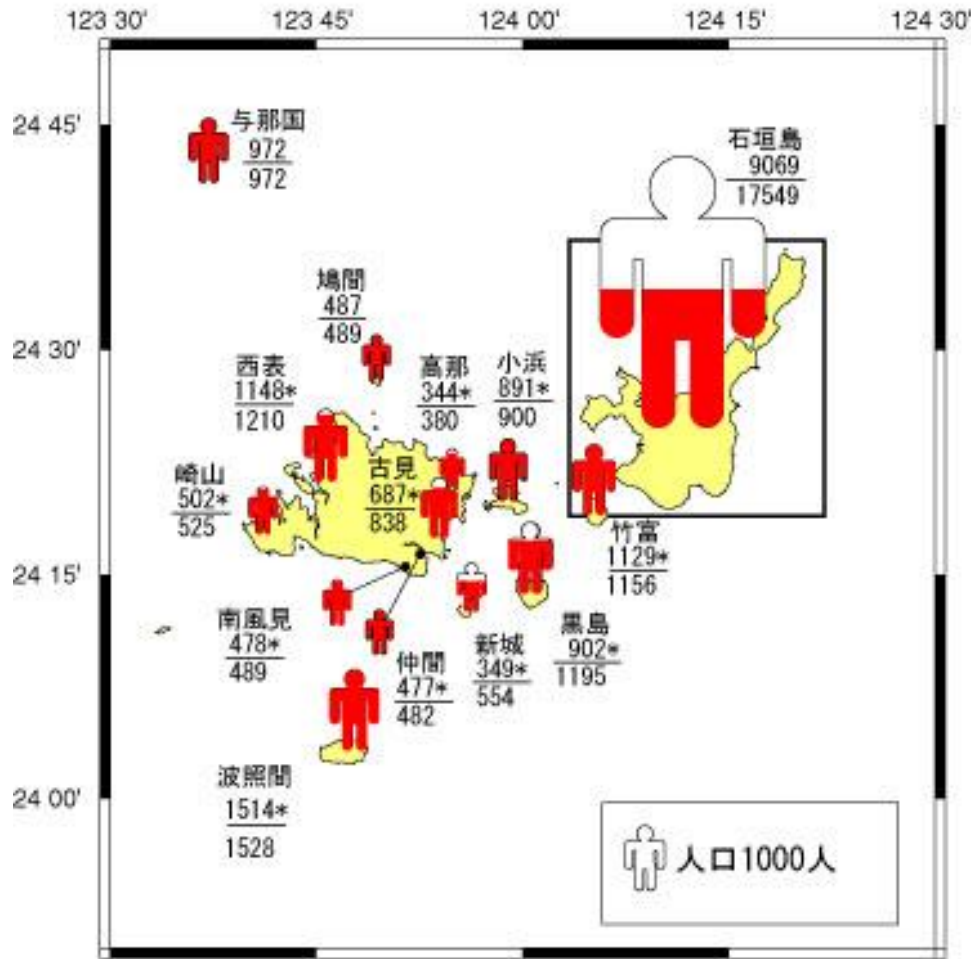 123 30'
123 45'
124 00'
124 15'
124 30'
24 45'
24 30'
24 15'
24 00'
与那国
972
972
石垣島
9069
17549
鳩間
487
489
西表
1148*
1210
高那
344*
380
小浜
891*
900
崎山
502*
525
古見
687*
838
竹富
1129*
1156
南風見
478*
489
仲間
477*
482
新城
349*
554
黒島
902*
1195
波照間
1514*
1528
人口1000人